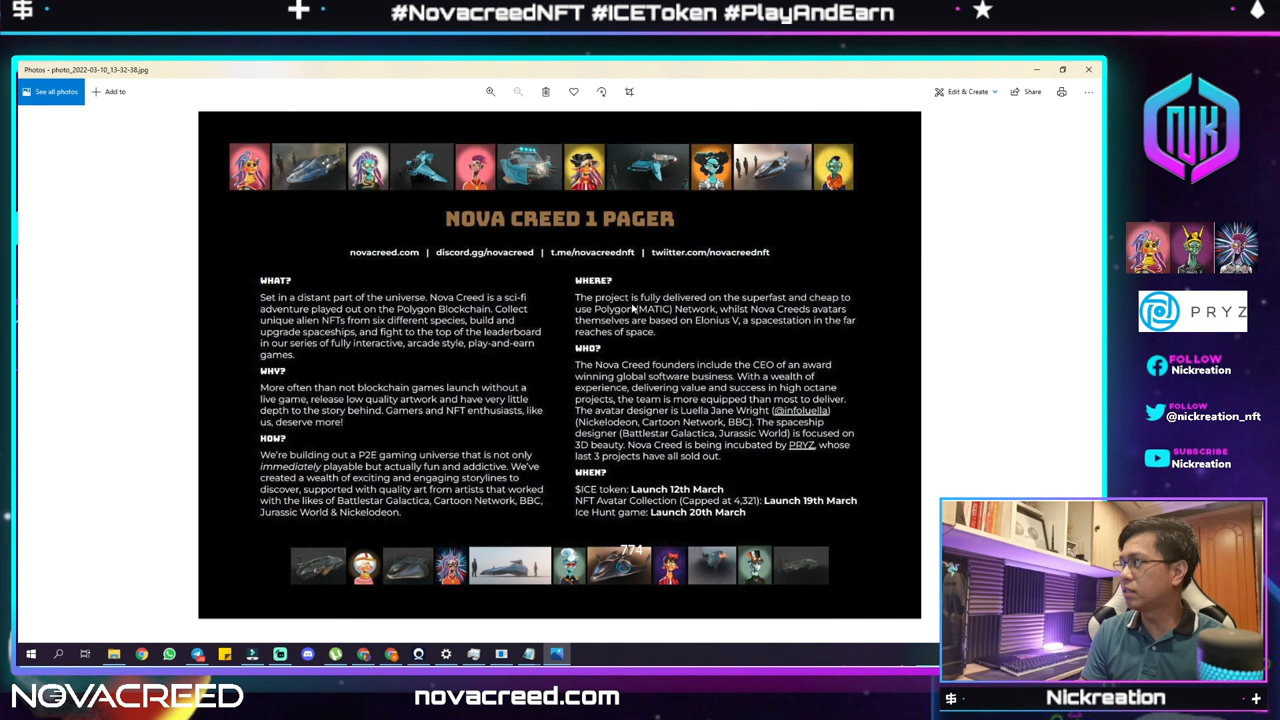 #NovacreedNFT #ICEToken #PlayAndEarn
Photos - photo_2022-03-10_13-32-38.jpg
See all photos
Add to
Edit & Create
Share
NOVA CREED 1 PAGER
novacreed.com | discord.gg/novacreed | t.me/novacreednft | twiitter.com/novacreednft
WHAT?
Set in a distant part of the universe. Nova Creed is a sci-fi
adventure played out on the Polygon Blockchain. Collect
unique alien NFTs from six different species, build and
upgrade spaceships, and fight to the top of the leaderboard
in our series of fully interactive, arcade style, play-and-earn
games.
WHY?
More often than not blockchain games launch without a
live game, release low quality artwork and have very little
depth to the story behind. Gamers and NFT enthusiasts, like
us, deserve more!
HOW?
We're building out a P2E gaming universe that is not only
immediately playable but actually fun and addictive. We've
created a wealth of exciting and engaging storylines to
discover, supported with quality art from artists that worked
with the likes of Battlestar Galactica, Cartoon Network, BBC,
Jurassic World & Nickelodeon.
WHERE?
The project is fully delivered on the superfast and cheap to
use Polygon (MATIC) Network, whilst Nova Creeds avatars
themselves are based on Elonius V, a spacestation in the far
reaches of space.
WHO?
The Nova Creed founders include the CEO of an award
winning global software business. With a wealth of
experience, delivering value and success in high octane
projects, the team is more equipped than most to deliver.
The avatar designer is Luella Jane Wright (@infoluella)
(Nickelodeon, Cartoon Network, BBC). The spaceship
designer (Battlestar Galactica, Jurassic World) is focused on
3D beauty. Nova Creed is being incubated by PRYZ, whose
last 3 projects have all sold out.
WHEN?
$ICE token: Launch 12th March
NFT Avatar Collection (Capped at 4,321): Launch 19th March
Ice Hunt game: Launch 20th March
774
NIK
PRYZ
FOLLOW
Nickreation
FOLLOW
@nickreation_nft
SUBSCRIBE
Nickreation
NOVACREED
novacreed.com
Nickreation